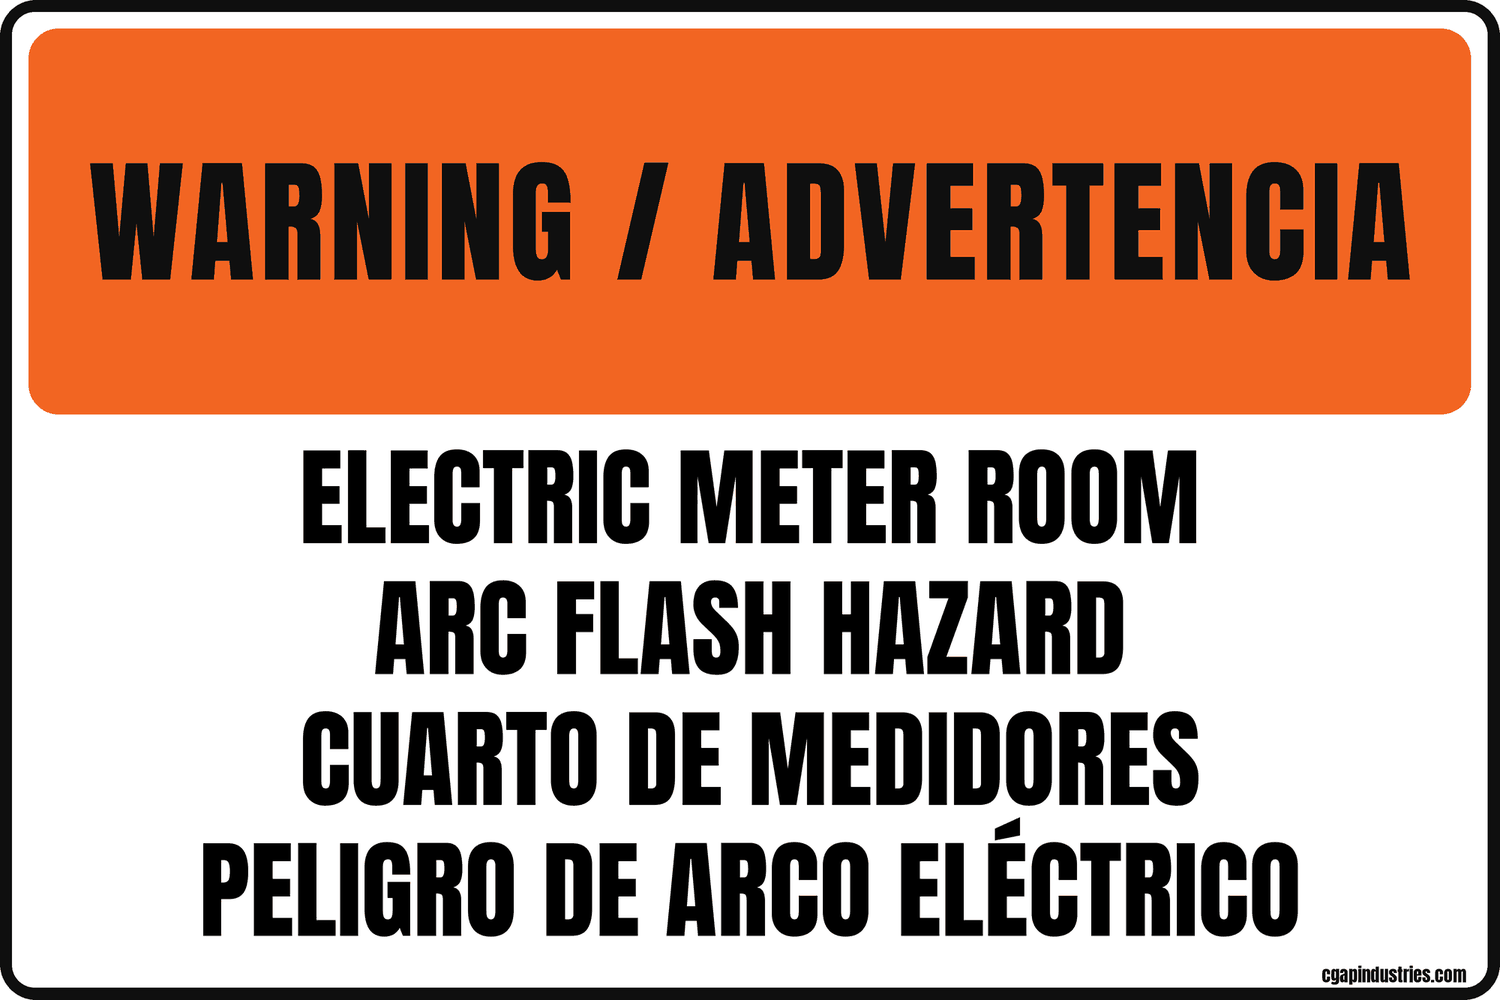 WARNING / ADVERTENCIA
ELECTRIC METER ROOM
ARC FLASH HAZARD
CUARTO DE MEDIDORES
PELIGRO DE ARCO ELÉCTRICO
cgapindustries.com